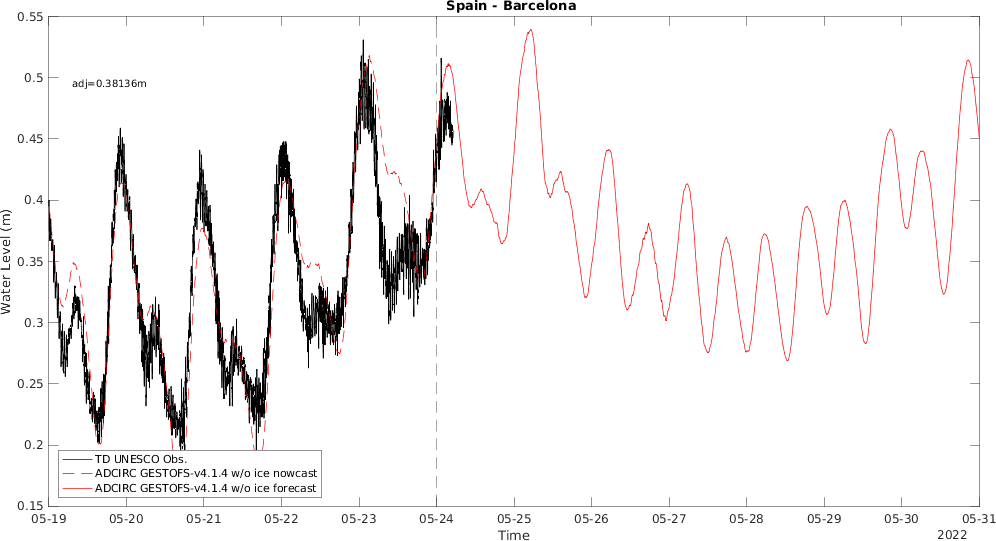 Spain - Barcelona
0.55
0.5
adj=0.38136m
0.45
0.4
0.35
0.3
0.25
0.2
0.15
Water Level (m)
TD UNESCO Obs.
ADCIRC GESTOFS-v4.1.4 w/o ice nowcast
ADCIRC GESTOFS-v4.1.4 w/o ice forecast
05-19 05-20 05-21 05-22 05-23 05-24 05-25 05-26 05-27 05-28 05-29 05-30 05-31
Time
2022